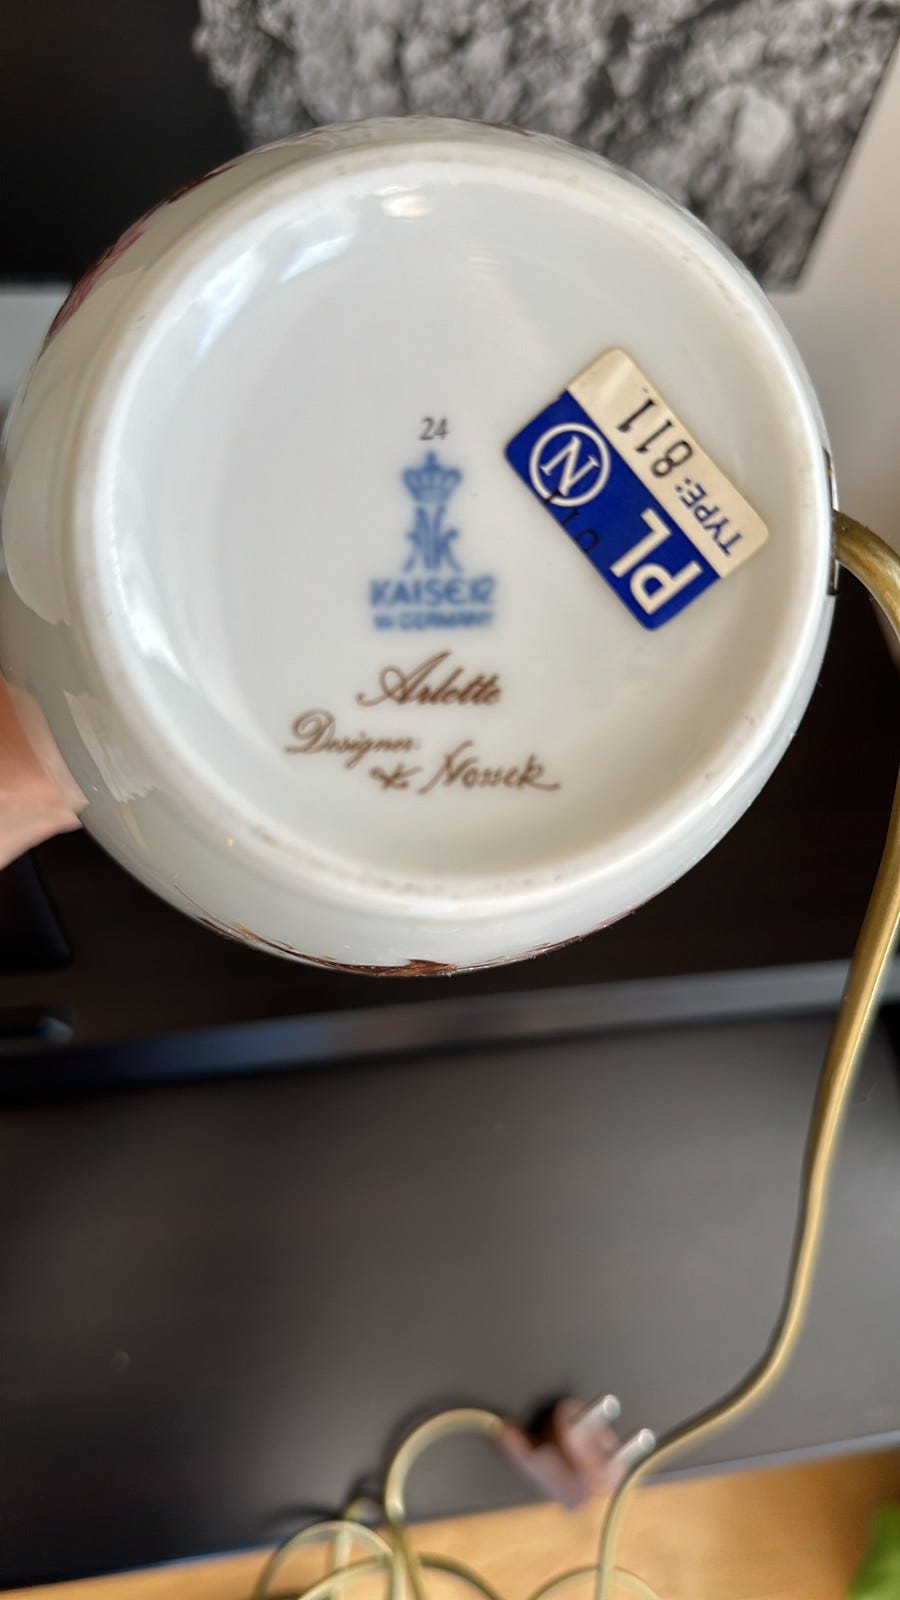 24
KAISER
W. GERMANY
Arlette
Designer:
K. Nossek
PL
N
TYPE: 811